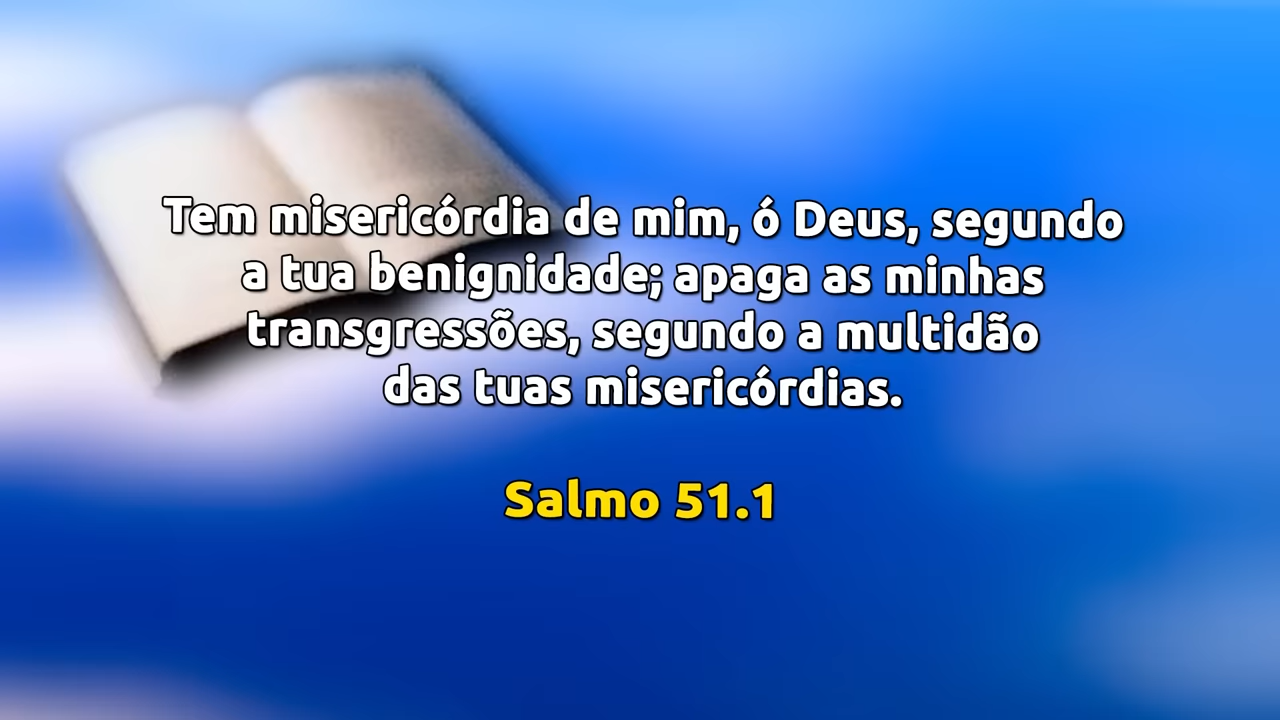 Tem misericórdia de mim, ó Deus, segundo
a tua benignidade; apaga as minhas
transgressões, segundo a multidão
das tuas misericórdias.
Salmo 51.1